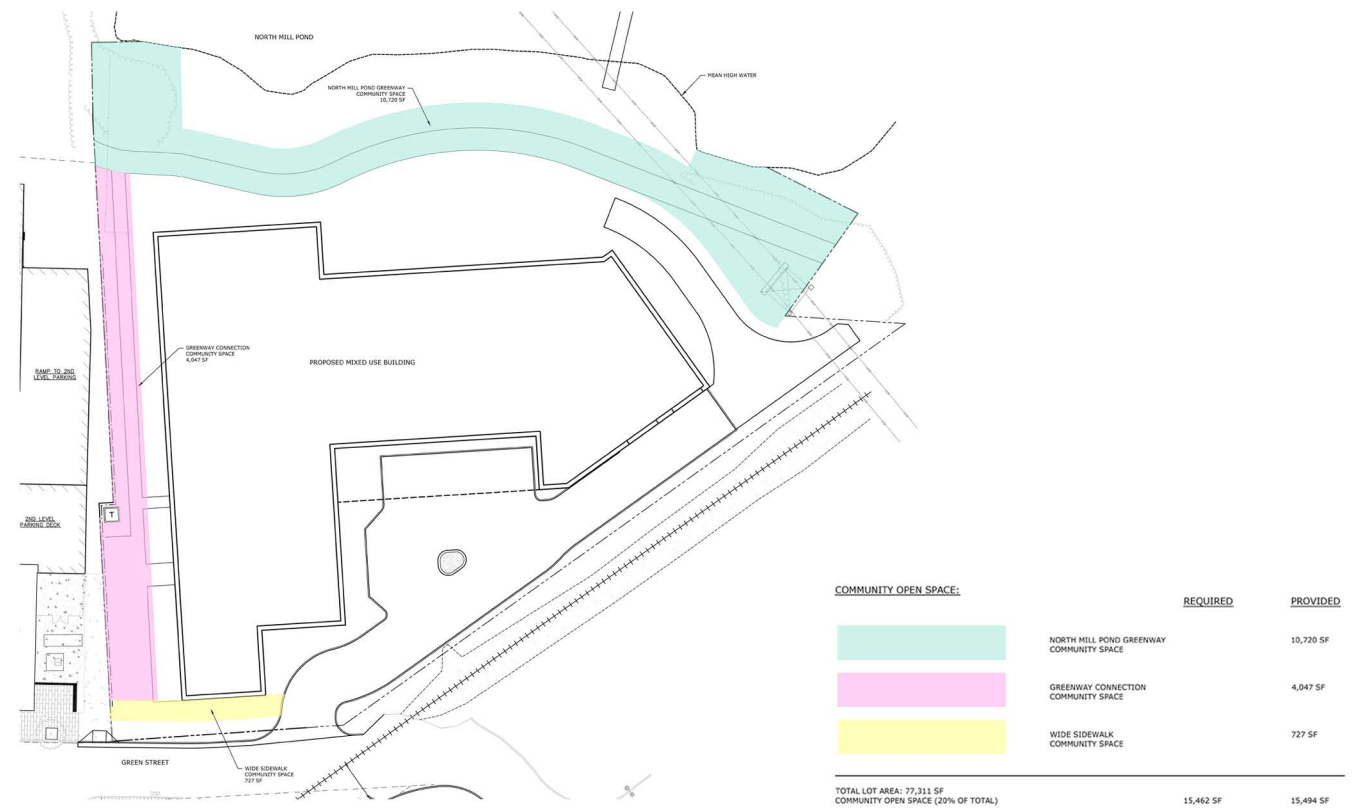 NORTH MILL POND
MEAN HIGH WATER
NORTH MILL POND GREENWAY
COMMUNITY SPACE
10,720 SF
GREENWAY CONNECTION
COMMUNITY SPACE
4,047 SF
PROPOSED MIXED USE BUILDING
RAMP TO 2ND
LEVEL PARKING
T
2ND LEVEL
PARKING DECK
GREEN STREET
WIDE SIDEWALK
COMMUNITY SPACE
727 SF
COMMUNITY OPEN SPACE:
REQUIRED PROVIDED
NORTH MILL POND GREENWAY 10,720 SF
COMMUNITY SPACE
GREENWAY CONNECTION 4,047 SF
COMMUNITY SPACE
WIDE SIDEWALK 727 SF
COMMUNITY SPACE
TOTAL LOT AREA: 77,311 SF
COMMUNITY OPEN SPACE (20% OF TOTAL) 15,462 SF 15,494 SF